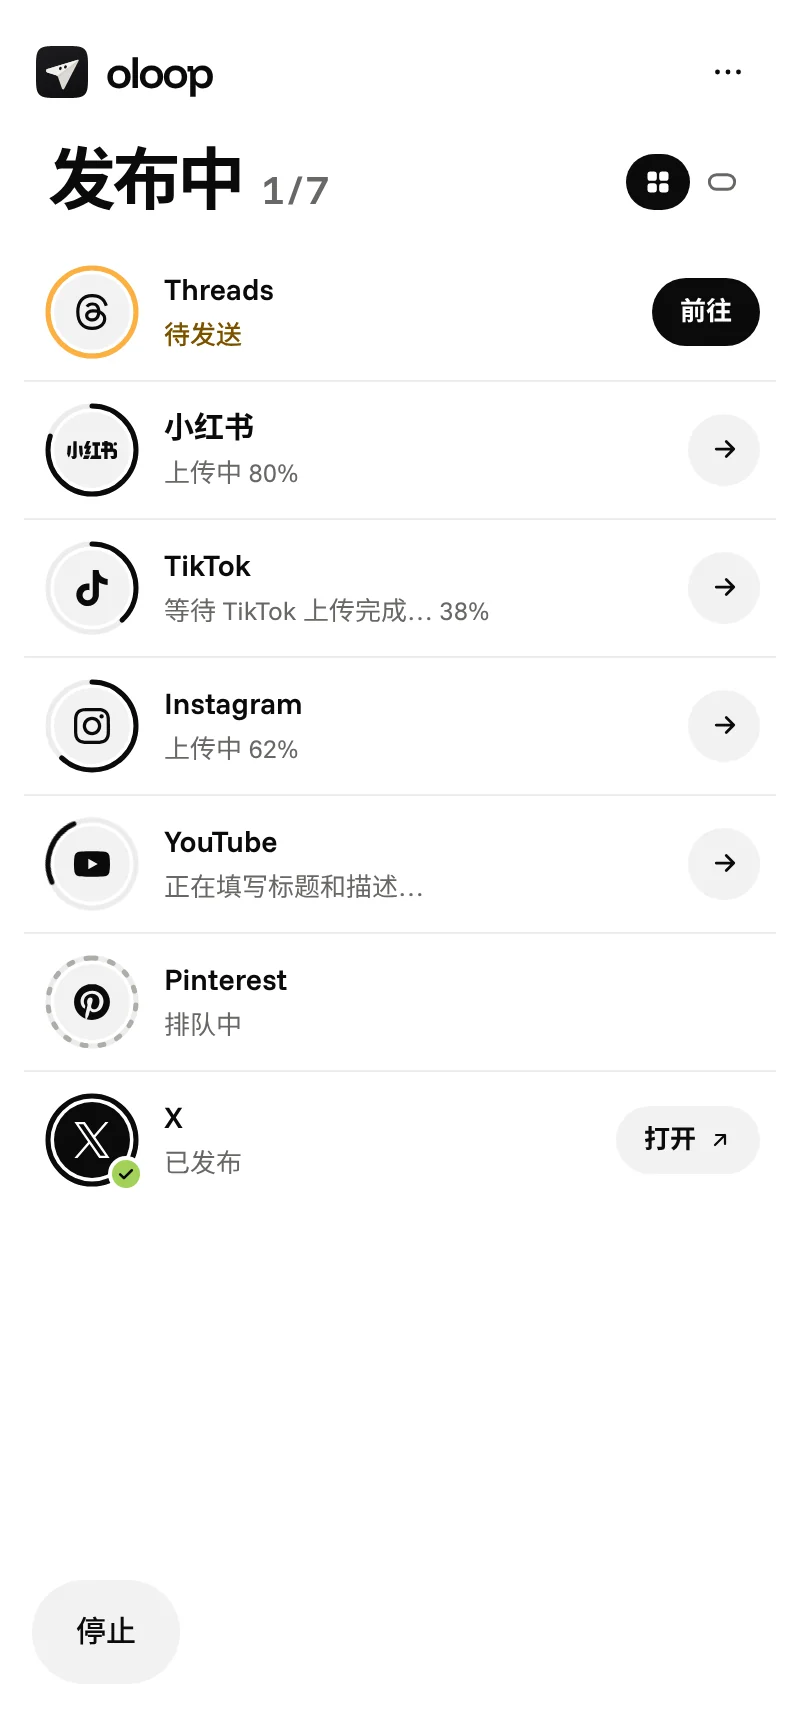 oloop
发布中 1/7
Threads
待发送
前往
小红书
小红书
上传中 80%
TikTok
等待 TikTok 上传完成... 38%
Instagram
上传中 62%
YouTube
正在填写标题和描述...
Pinterest
排队中
X
已发布
打开
停止